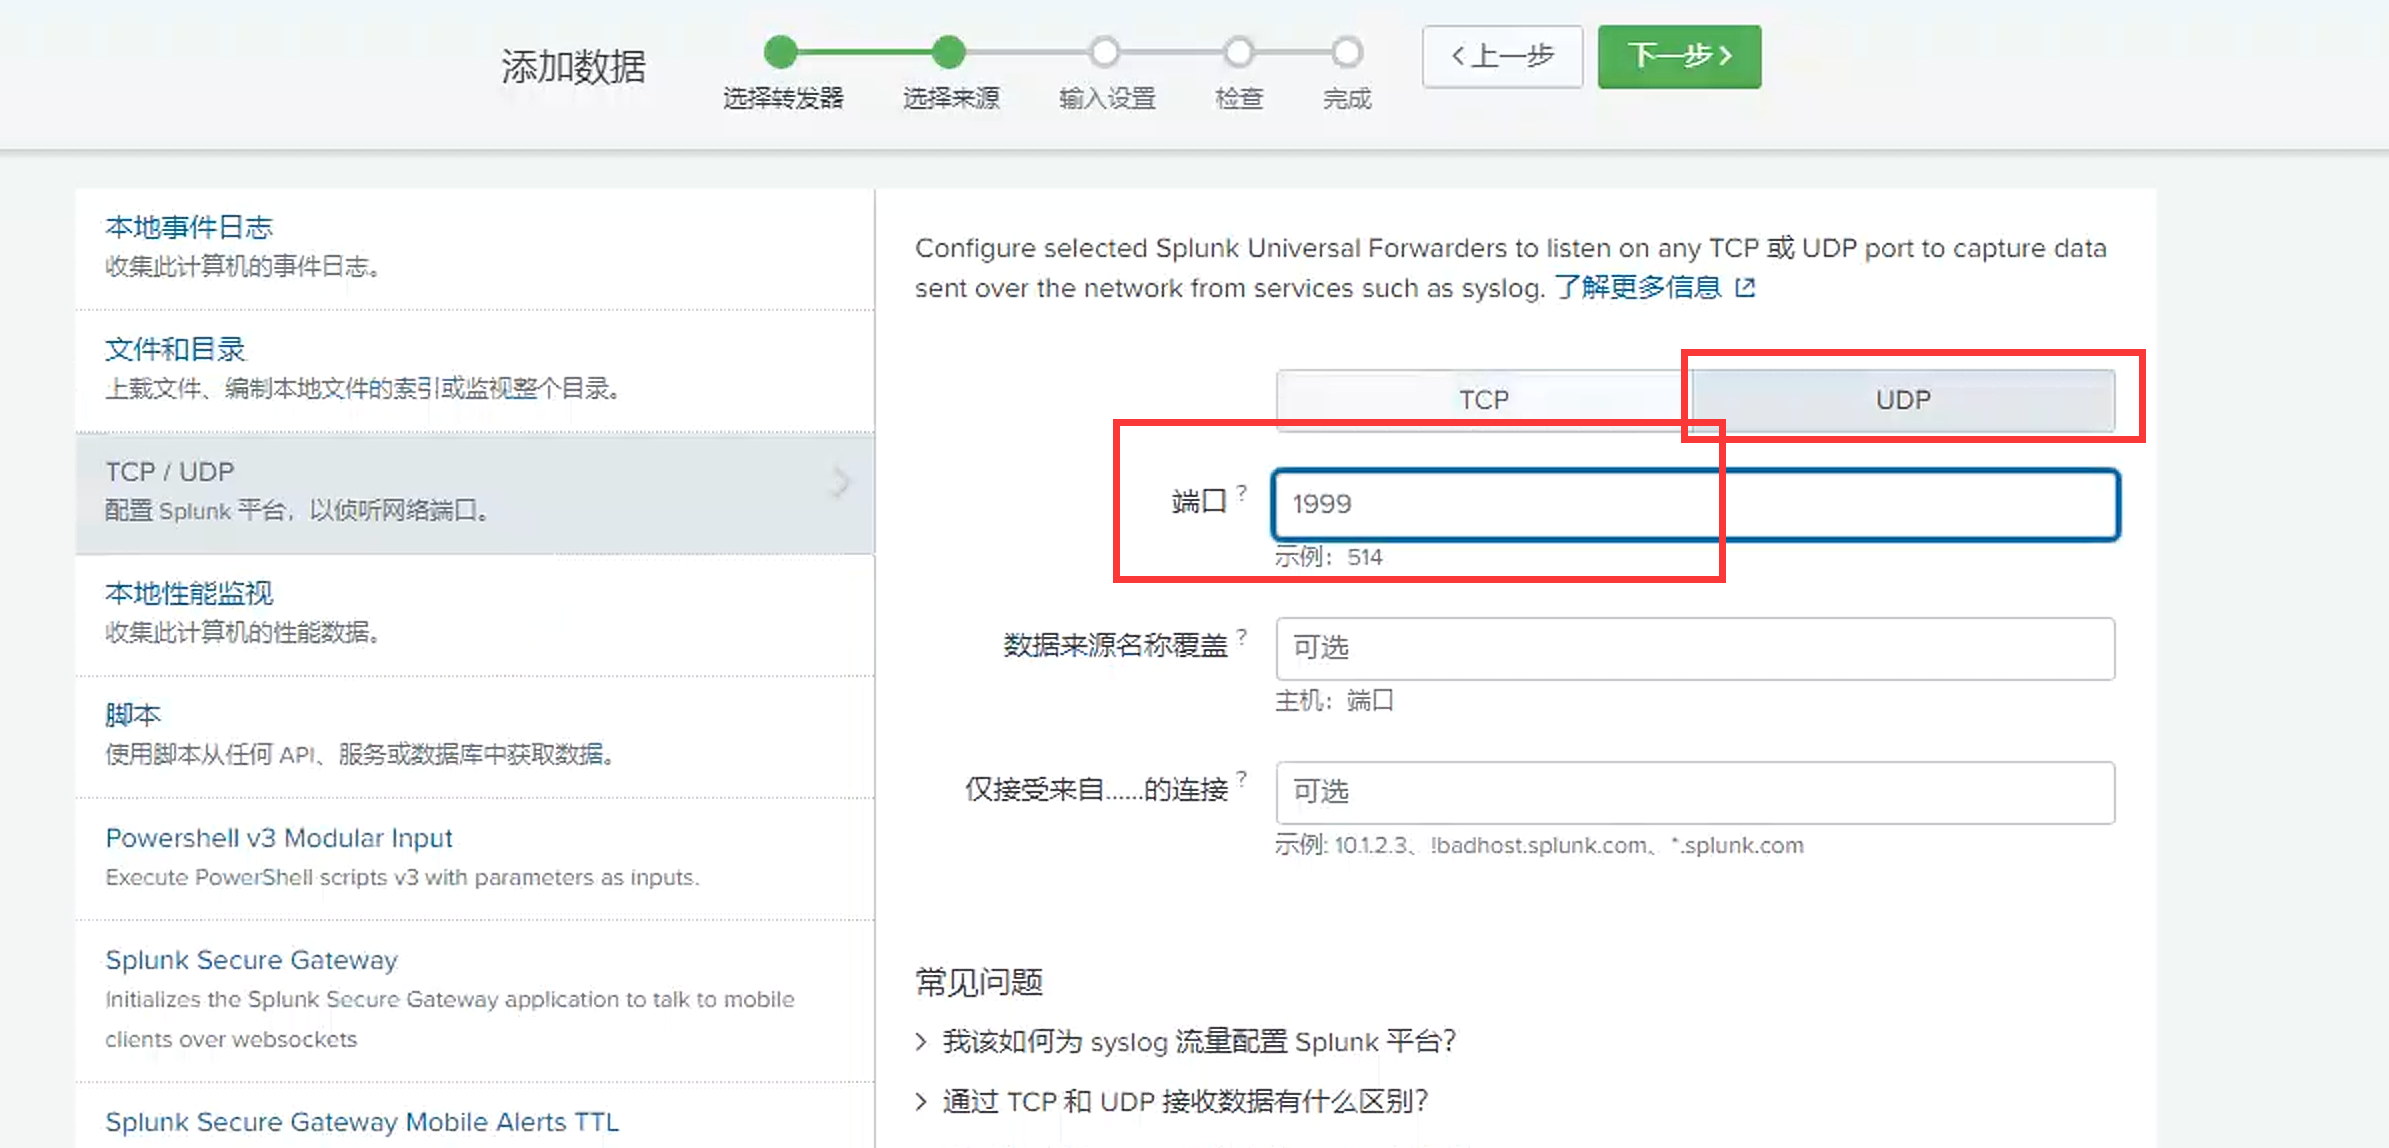 添加数据
选择转发器
选择来源
输入设置
检查
完成
上一步
下一步
本地事件日志
收集此计算机的事件日志。
文件和目录
上载文件、编制本地文件的索引或监视整个目录。
TCP / UDP
配置 Splunk 平台，以侦听网络端口。
本地性能监视
收集此计算机的性能数据。
脚本
使用脚本从任何 API、服务或数据库中获取数据。
Powershell v3 Modular Input
Execute PowerShell scripts v3 with parameters as inputs.
Splunk Secure Gateway
Initializes the Splunk Secure Gateway application to talk to mobile
clients over websockets
Splunk Secure Gateway Mobile Alerts TTL
Configure selected Splunk Universal Forwarders to listen on any TCP 或 UDP port to capture data
sent over the network from services such as syslog. 了解更多信息
TCP
UDP
端口 ?
1999
示例：514
数据来源名称覆盖 ?
可选
主机：端口
仅接受来自......的连接 ?
可选
示例: 10.1.2.3、!badhost.splunk.com、*.splunk.com
常见问题
> 我该如何为 syslog 流量配置 Splunk 平台?
> 通过 TCP 和 UDP 接收数据有什么区别?